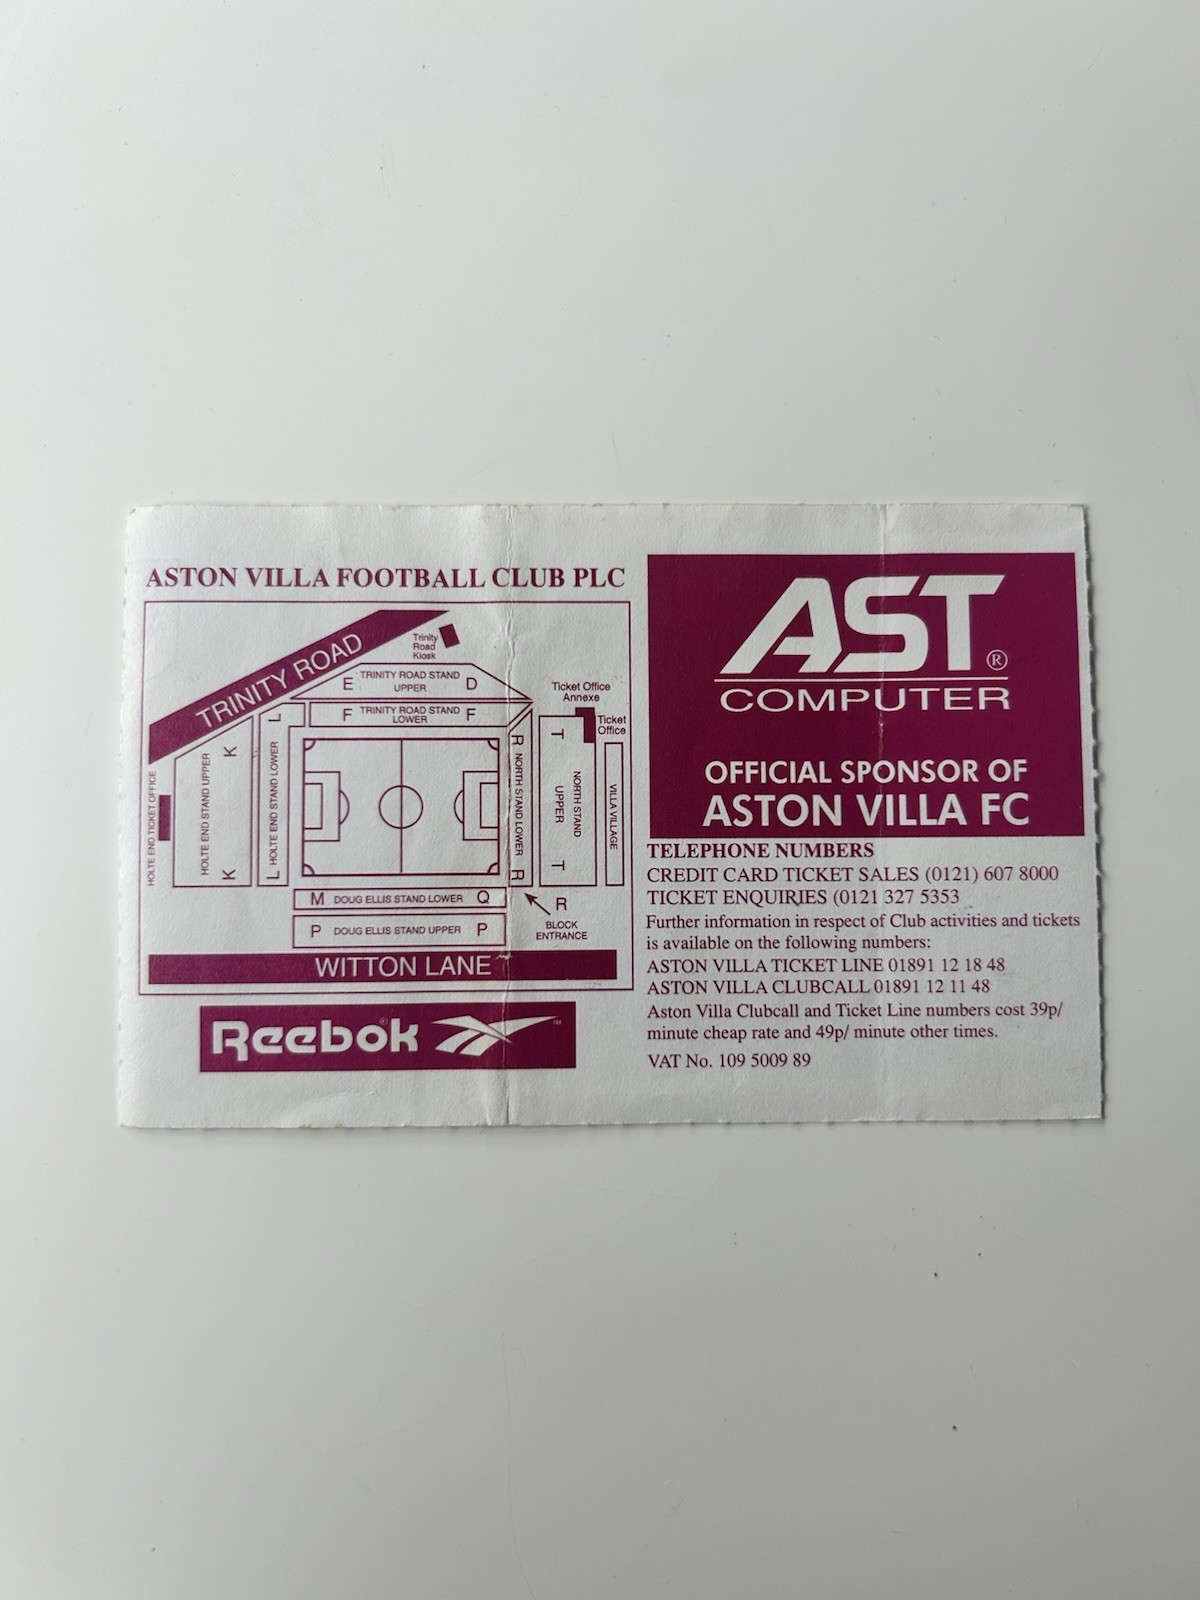 ASTON VILLA FOOTBALL CLUB PLC
TRINITY ROAD
Trinity
Road
Kiosk
E TRINITY ROAD STAND D
UPPER
F TRINITY ROAD STAND F
LOWER
Ticket Office
Annexe
Ticket
Office
HOLTE END TICKET OFFICE
K HOLTE END STAND UPPER K
L HOLTE END STAND LOWER L
R NORTH STAND LOWER R
T UPPER T
NORTH STAND
VILLA VILLAGE
M DOUG ELLIS STAND LOWER Q
P DOUG ELLIS STAND UPPER P
R
BLOCK
ENTRANCE
WITTON LANE
Reebok ® ™
AST®
COMPUTER
OFFICIAL SPONSOR OF
ASTON VILLA FC
TELEPHONE NUMBERS
CREDIT CARD TICKET SALES (0121) 607 8000
TICKET ENQUIRIES (0121 327 5353
Further information in respect of Club activities and tickets
is available on the following numbers:
ASTON VILLA TICKET LINE 01891 12 18 48
ASTON VILLA CLUBCALL 01891 12 11 48
Aston Villa Clubcall and Ticket Line numbers cost 39p/
minute cheap rate and 49p/ minute other times.
VAT No. 109 5009 89